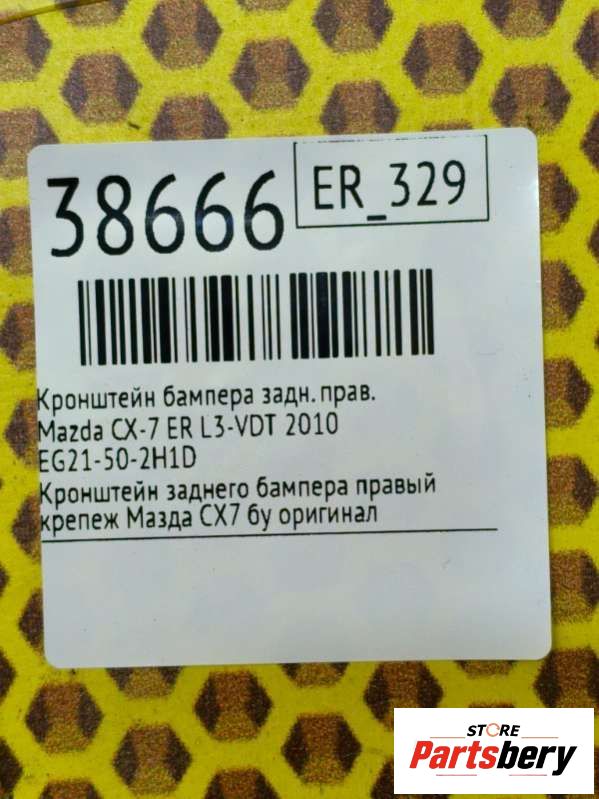 38666
ER_329
Кронштейн бампера задн. прав.
Mazda CX-7 ER L3-VDT 2010
EG21-50-2H1D
Кронштейн заднего бампера правый
крепеж Мазда СХ7 бу оригинал
STORE
Partsbery